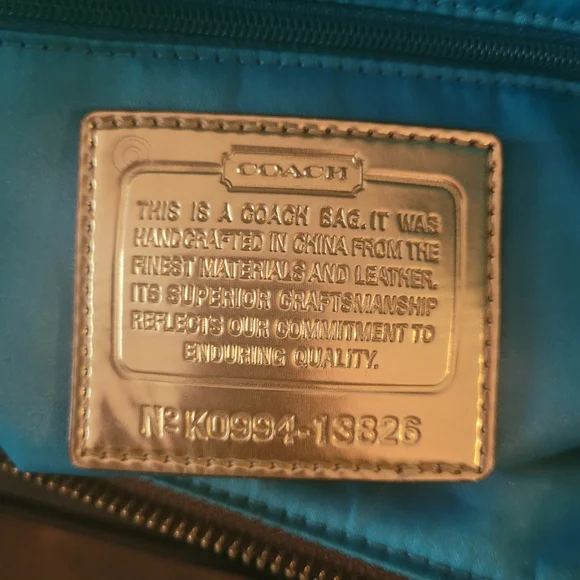 COACH
THIS IS A COACH BAG. IT WAS
HANDCRAFTED IN CHINA FROM THE
FINEST MATERIALS AND LEATHER.
ITS SUPERIOR CRAFTSMANSHIP
REFLECTS OUR COMMITMENT TO
ENDURING QUALITY.
Nº K0994-13826